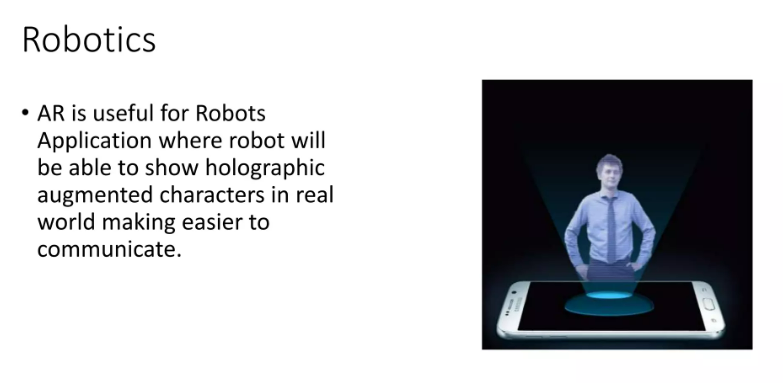 Robotics
• AR is useful for Robots
Application where robot will
be able to show holographic
augmented characters in real
world making easier to
communicate.